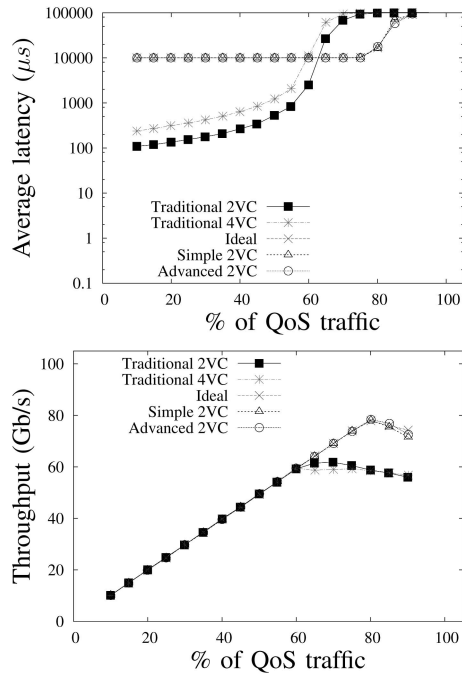 Average latency (μs)
100000
10000
1000
100
10
1
0.1
Traditional 2VC
Traditional 4VC
Ideal
Simple 2VC
Advanced 2VC
0 20 40 60 80 100
% of QoS traffic
Throughput (Gb/s)
100
80
60
40
20
0
Traditional 2VC
Traditional 4VC
Ideal
Simple 2VC
Advanced 2VC
0 20 40 60 80 100
% of QoS traffic